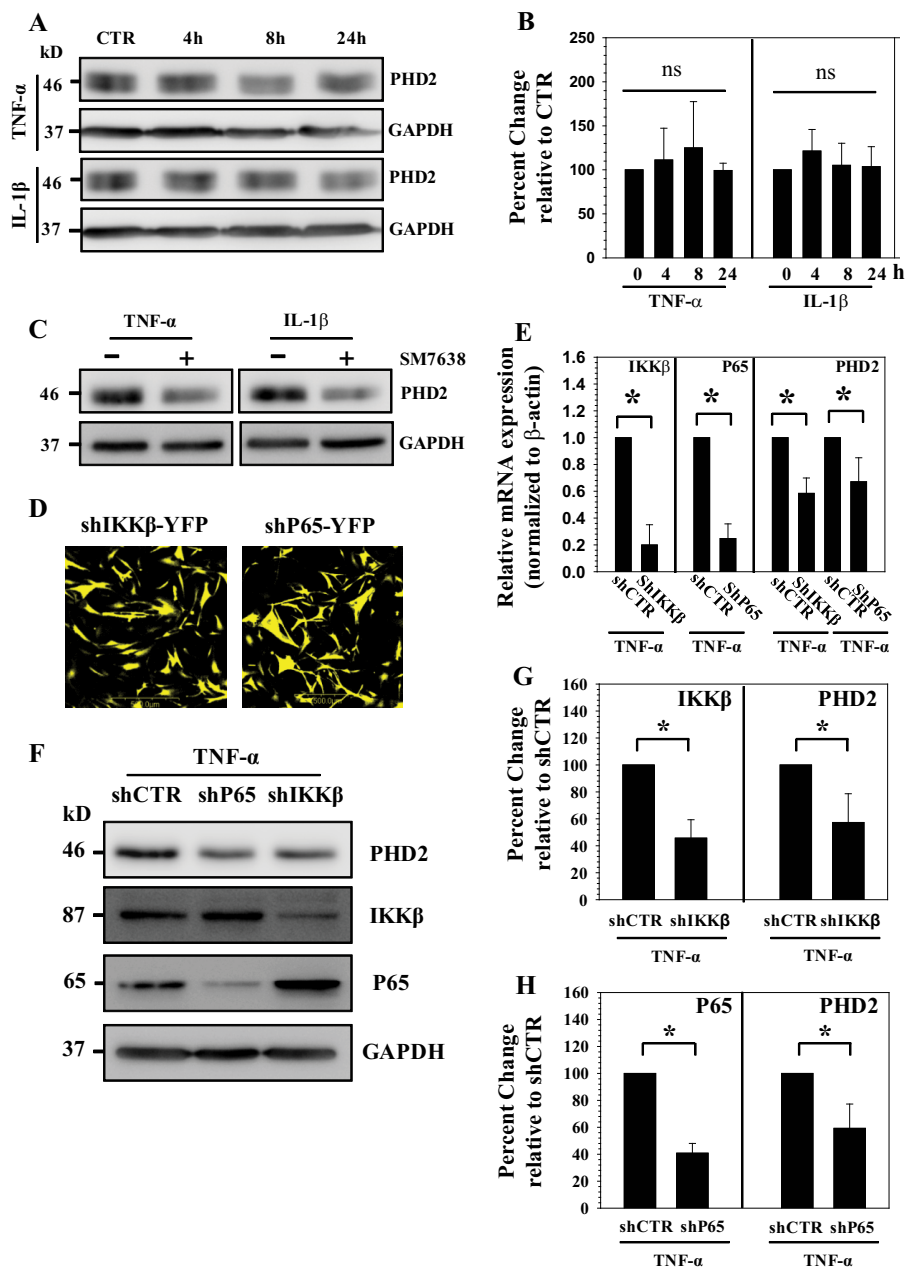 A
CTR 4h 8h 24h
kD
TNF-α
46 PHD2
37 GAPDH
IL-1β
46 PHD2
37 GAPDH
B
Percent Change
relative to CTR
250
200
150
100
50
0
ns ns
0 4 8 24 0 4 8 24 h
TNF-α IL-1β
C
TNF-α IL-1β
− + − + SM7638
46 PHD2
37 GAPDH
D
shIKKβ-YFP shP65-YFP
500.0um 500.0um
E
Relative mRNA expression
(normalized to β-actin)
1.6
1.4
1.2
1.0
0.8
0.6
0.4
0.2
0.0
IKKβ P65 PHD2
* * * *
shCTR ShIKKβ shCTR ShP65 shCTR ShIKKβ shCTR ShP65
TNF-α TNF-α TNF-α TNF-α
F
TNF-α
shCTR shP65 shIKKβ
kD
46 PHD2
87 IKKβ
65 P65
37 GAPDH
G
Percent Change
relative to shCTR
160
140
120
100
80
60
40
20
0
IKKβ PHD2
* *
shCTR shIKKβ shCTR shIKKβ
TNF-α TNF-α
H
Percent Change
relative to shCTR
160
140
120
100
80
60
40
20
0
P65 PHD2
* *
shCTR shP65 shCTR shP65
TNF-α TNF-α